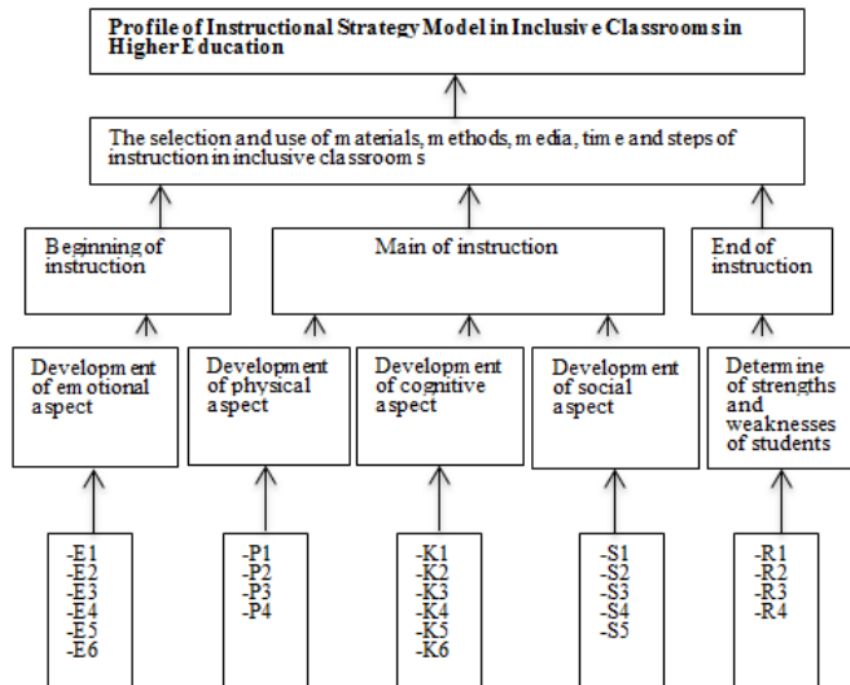 Profile of Instructional Strategy Model in Inclusive Classrooms in
Higher Education
The selection and use of materials, methods, media, time and steps of
instruction in inclusive classrooms
Beginning of
instruction
Main of instruction
End of
instruction
Development
of emotional
aspect
Development
of physical
aspect
Development
of cognitive
aspect
Development
of social
aspect
Determine
of strengths
and
weaknesses
of students
-E1
-E2
-E3
-E4
-E5
-E6
-P1
-P2
-P3
-P4
-K1
-K2
-K3
-K4
-K5
-K6
-S1
-S2
-S3
-S4
-S5
-R1
-R2
-R3
-R4